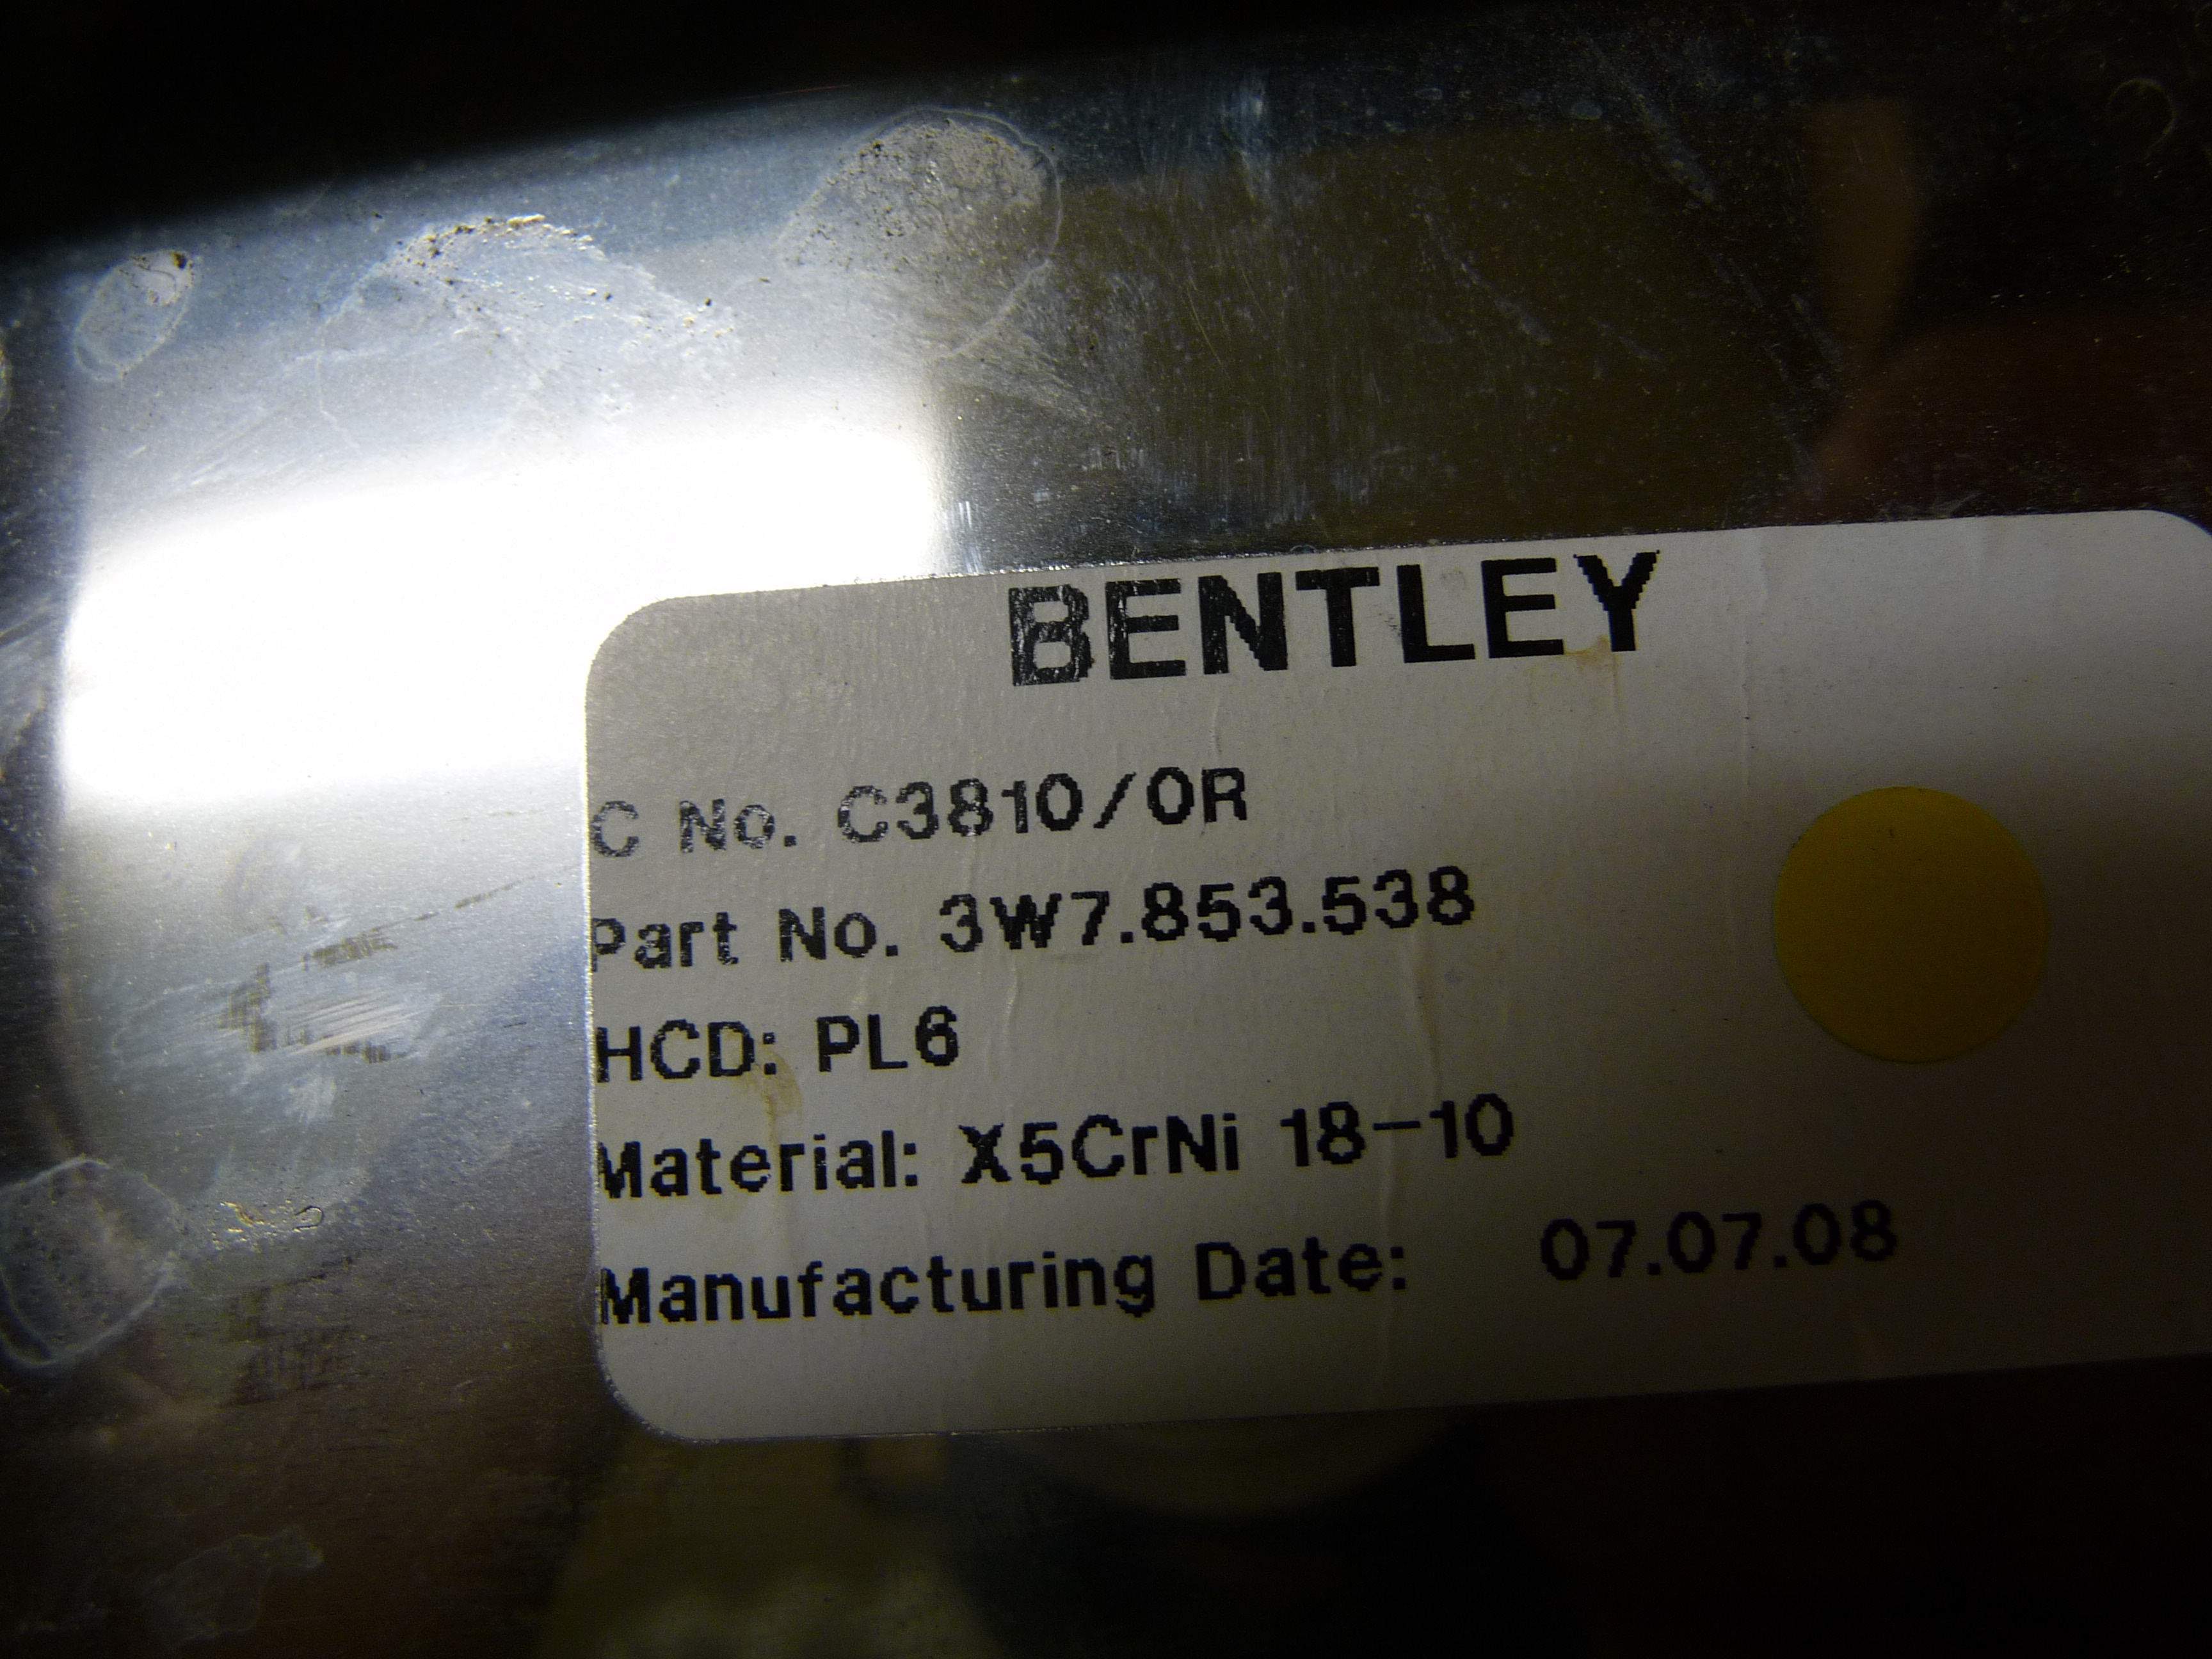 BENTLEY
C No. C3810/0R
Part No. 3W7.853.538
HCD: PL6
Material: X5CrNi 18-10
Manufacturing Date: 07.07.08